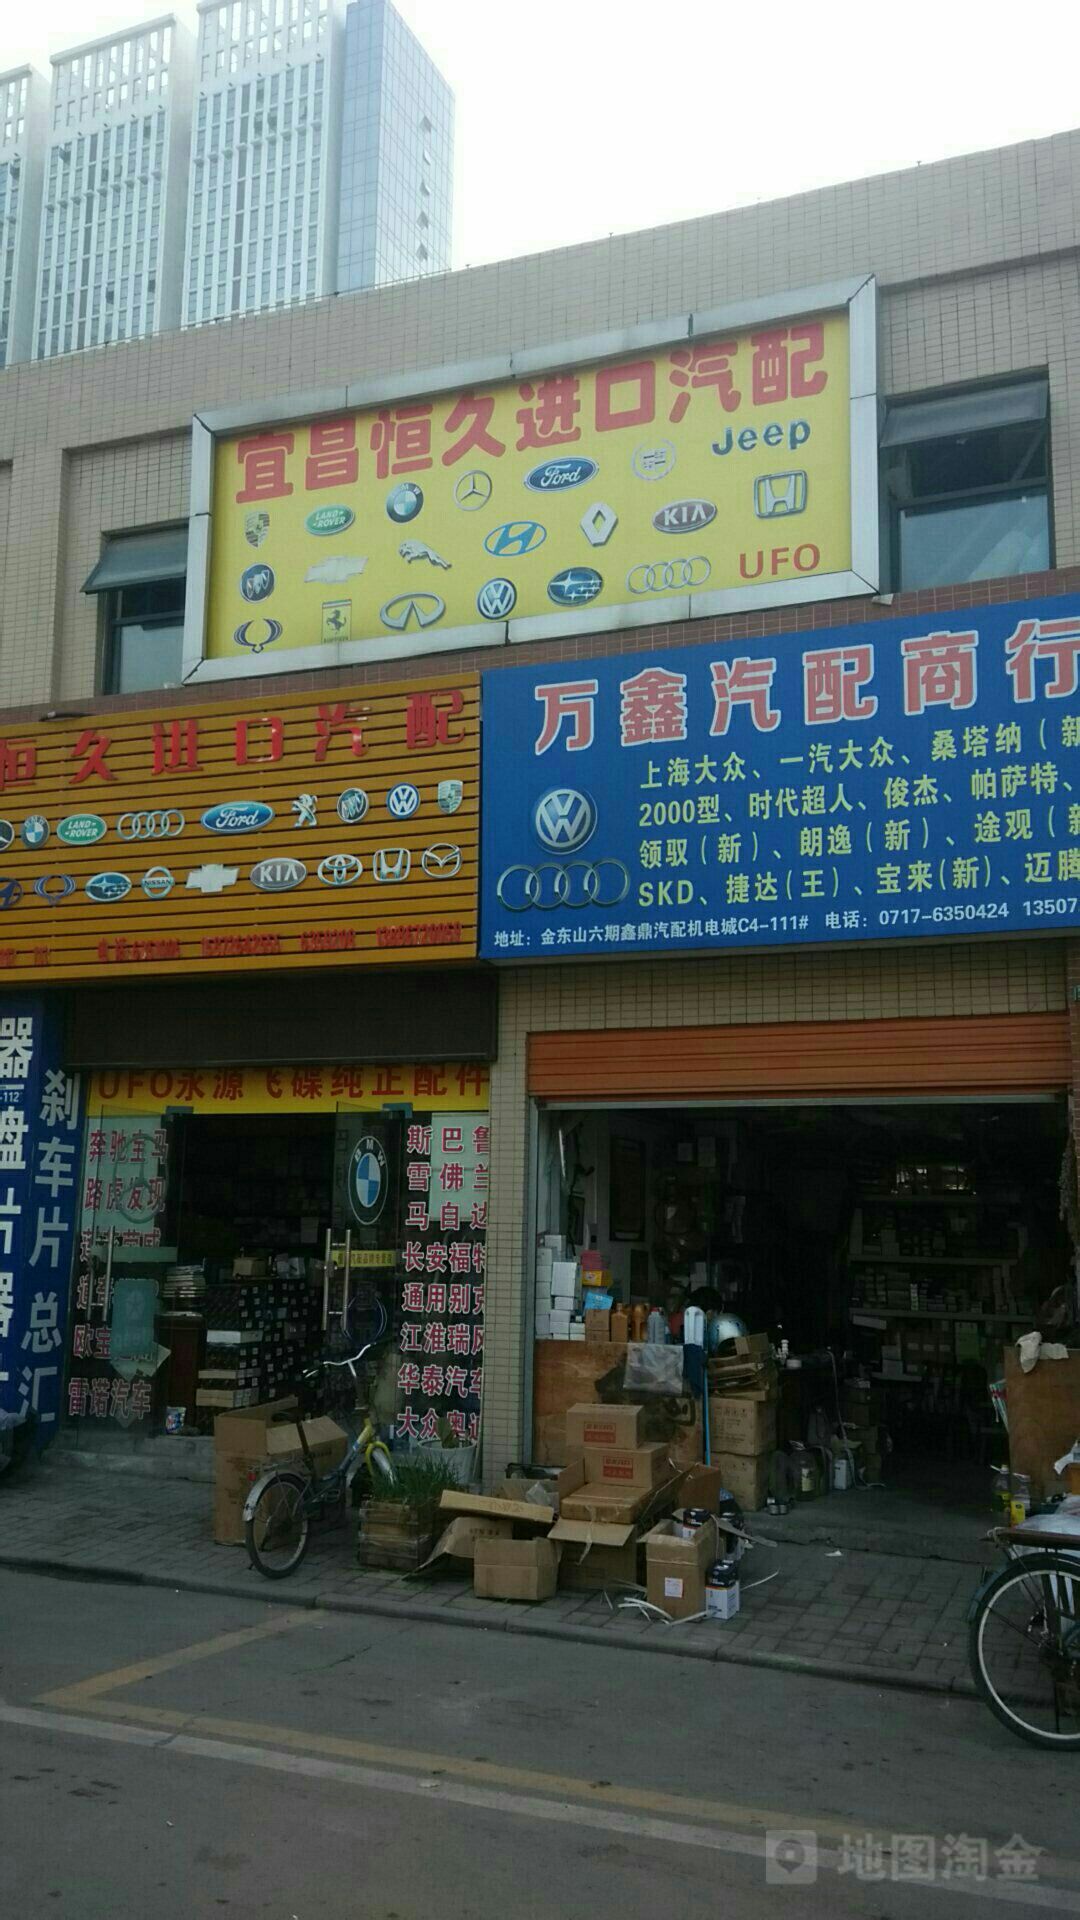 宜昌恒久进口汽配
Jeep
Ford
LAND ROVER
BMW
KIA
UFO
恒久进口汽配
LAND ROVER
Ford
NISSAN
KIA
万鑫汽配商行
上海大众、一汽大众、桑塔纳（新
2000型、时代超人、俊杰、帕萨特、
领驭（新）、朗逸（新）、途观（新
SKD、捷达(王)、宝来(新)、迈腾
地址：金东山六期鑫鼎汽配机电城C4-111# 电话：0717-6350424 13507
UFO永源飞碟纯正配件
刹车片总汇
奔驰宝马
路虎发现
雷诺汽车
BMW
斯巴鲁
雪佛兰
马自达
长安福特
通用别克
江淮瑞风
华泰汽车
大众奥迪
地图淘金